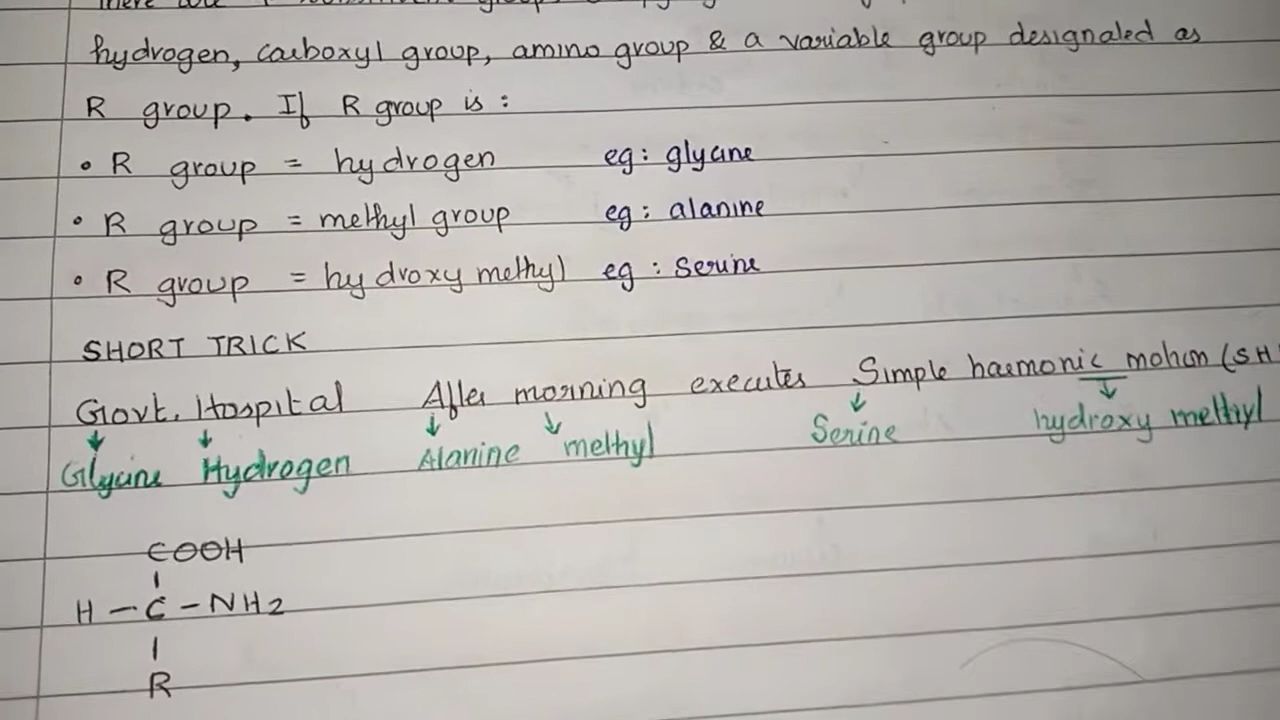 hydrogen, carboxyl group, amino group & a variable group designated as
R group. If R group is :
• R group = hydrogen eg: glycine
• R group = methyl group eg: alanine
• R group = hydroxy methyl eg : Serine
SHORT TRICK
Govt. Hospital After morning executes Simple harmonic motion (SH
Glycine Hydrogen Alanine methyl Serine hydroxy methyl
COOH
H - C - NH2
R